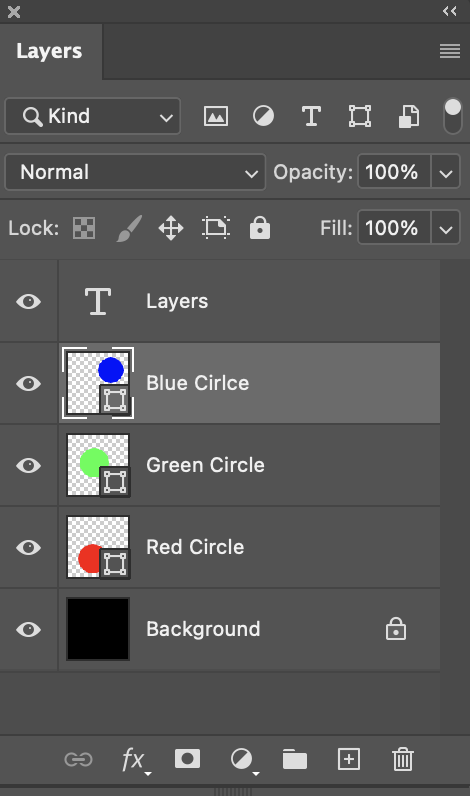 Layers
Kind
Normal Opacity: 100%
Lock: Fill: 100%
Layers
Blue Cirlce
Green Circle
Red Circle
Background
fx